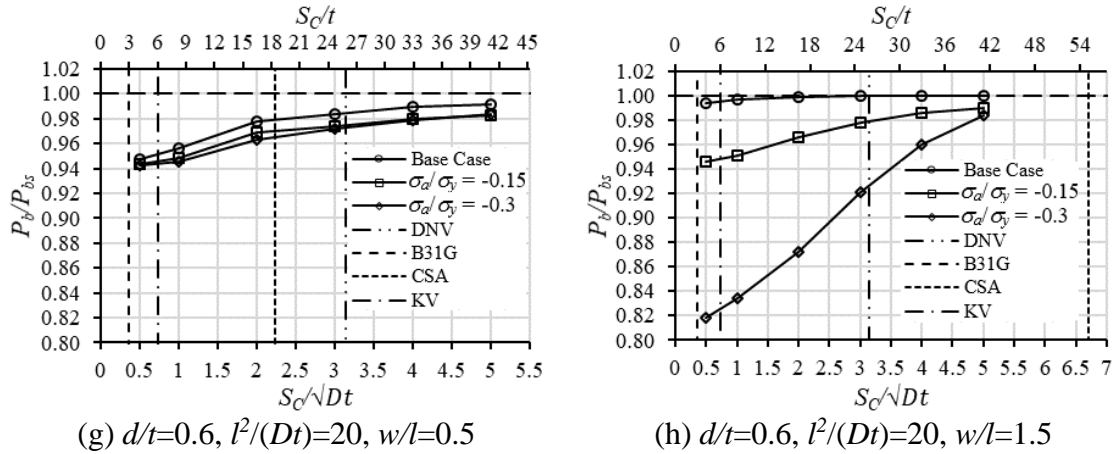 S_C/t
0 3 6 9 12 15 18 21 24 27 30 33 36 39 42 45
1.02
1.00
0.98
0.96
0.94
0.92
0.90
0.88
0.86
0.84
0.82
0.80
P_b/P_bs
Base Case
σ_a/σ_y = -0.15
σ_a/σ_y = -0.3
DNV
B31G
CSA
KV
0 0.5 1 1.5 2 2.5 3 3.5 4 4.5 5 5.5
S_C/√Dt
(g) d/t=0.6, l²/(Dt)=20, w/l=0.5
S_C/t
0 6 12 18 24 30 36 42 48 54
1.02
1.00
0.98
0.96
0.94
0.92
0.90
0.88
0.86
0.84
0.82
0.80
P_b/P_bs
Base Case
σ_a/σ_y = -0.15
σ_a/σ_y = -0.3
DNV
B31G
CSA
KV
0 0.5 1 1.5 2 2.5 3 3.5 4 4.5 5 5.5 6 6.5 7
S_C/√Dt
(h) d/t=0.6, l²/(Dt)=20, w/l=1.5